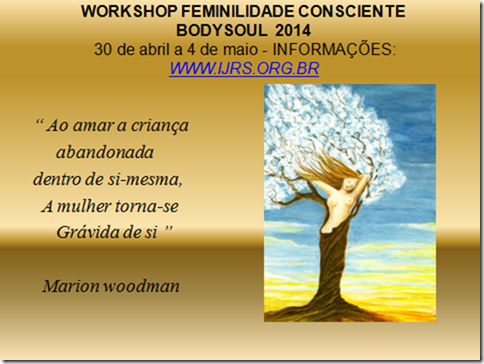 WORKSHOP FEMINILIDADE CONSCIENTE
BODYSOUL 2014
30 de abril a 4 de maio - INFORMAÇÕES:
WWW.IJRS.ORG.BR
“ Ao amar a criança
abandonada
dentro de si-mesma,
A mulher torna-se
Grávida de si ”
Marion woodman